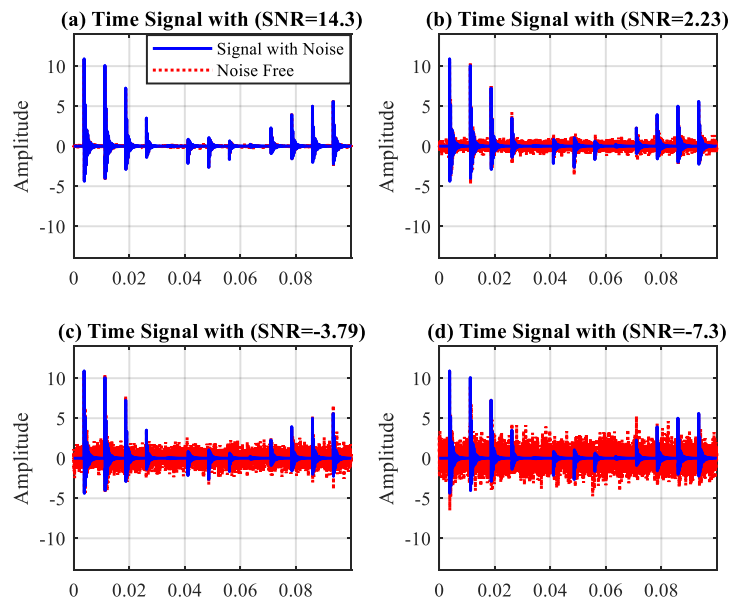 (a) Time Signal with (SNR=14.3)
Signal with Noise
Noise Free
10
5
0
-5
-10
Amplitude
0 0.02 0.04 0.06 0.08
(b) Time Signal with (SNR=2.23)
10
5
0
-5
-10
Amplitude
0 0.02 0.04 0.06 0.08
(c) Time Signal with (SNR=-3.79)
10
5
0
-5
-10
Amplitude
0 0.02 0.04 0.06 0.08
(d) Time Signal with (SNR=-7.3)
10
5
0
-5
-10
Amplitude
0 0.02 0.04 0.06 0.08